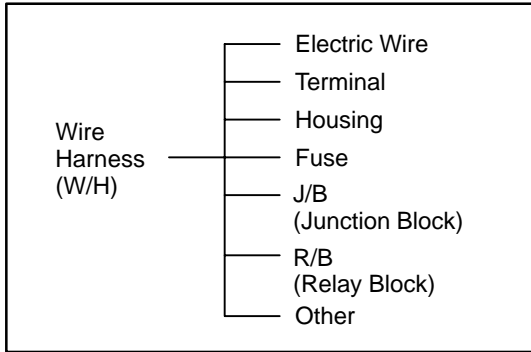 Wire
Harness
(W/H)
Electric Wire
Terminal
Housing
Fuse
J/B
(Junction Block)
R/B
(Relay Block)
Other